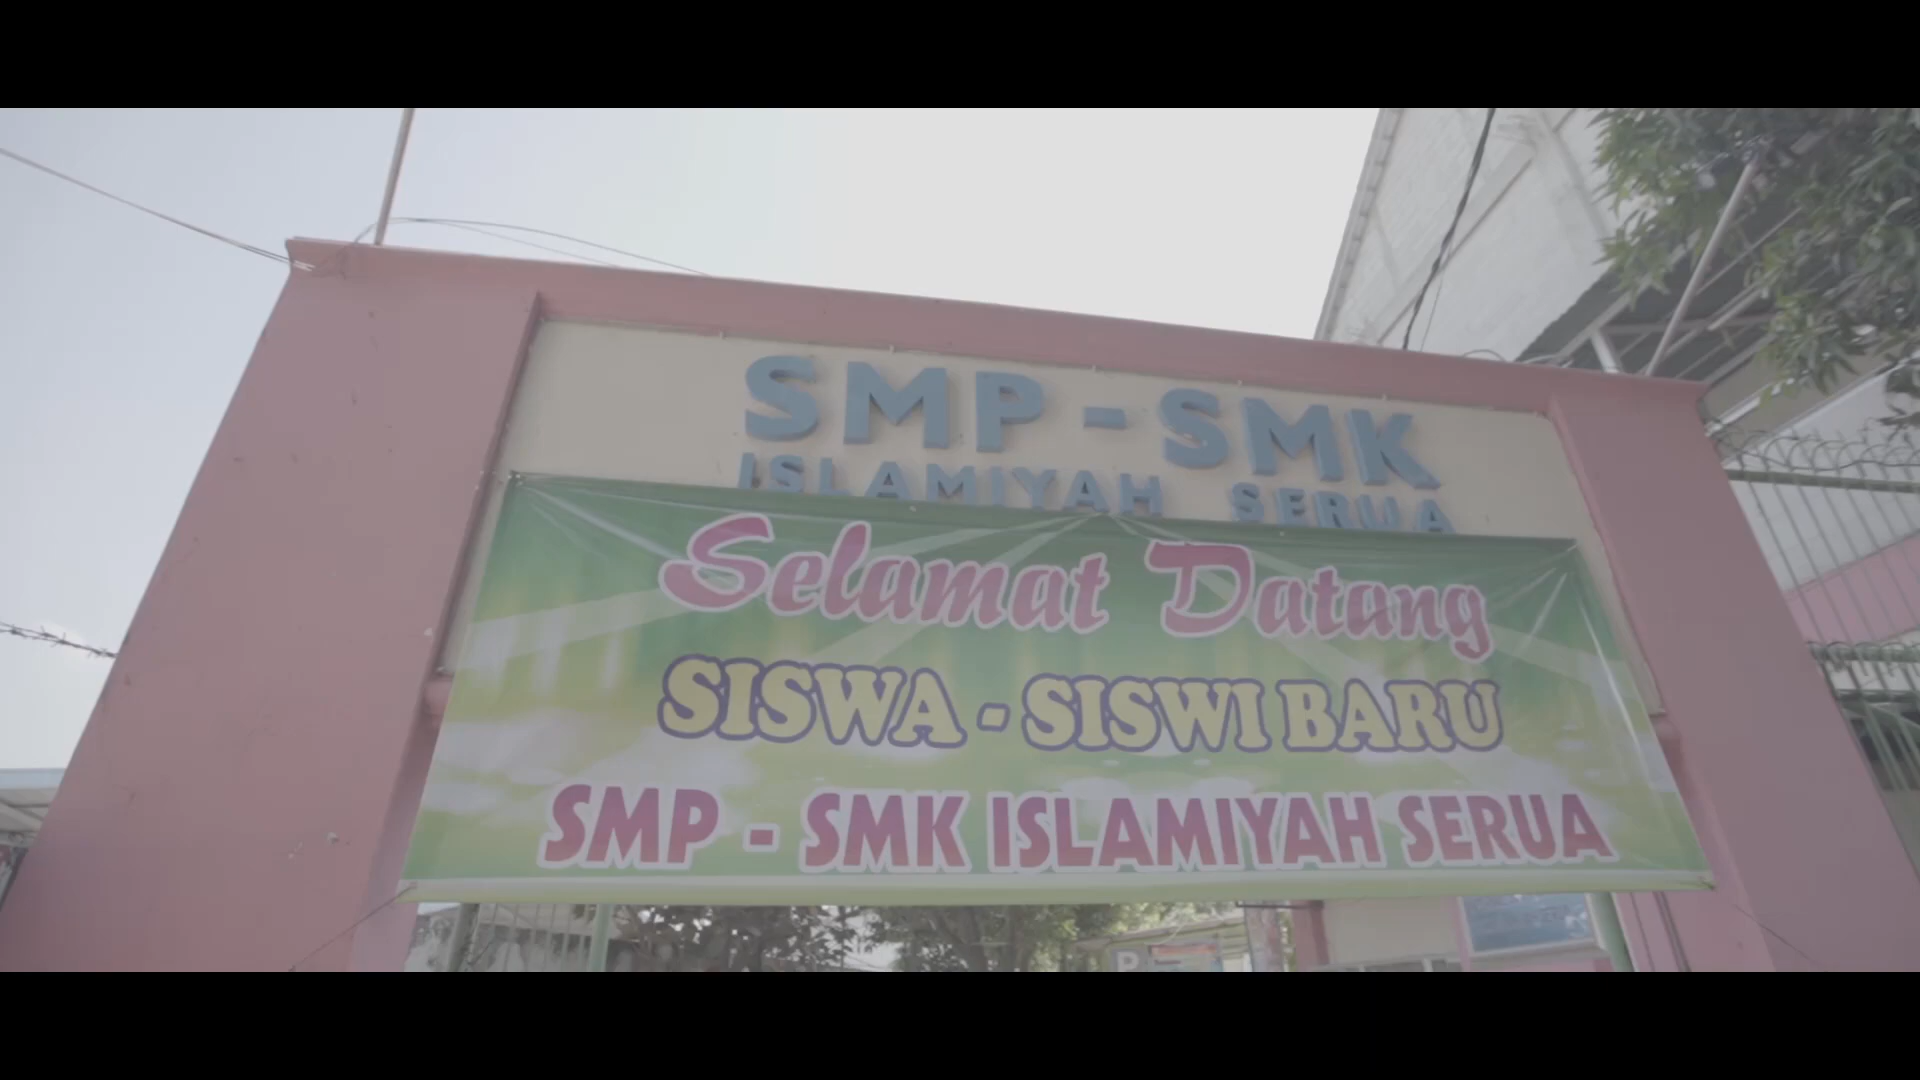 SMP - SMK
ISLAMIYAH SERUA
Selamat Datang
SISWA - SISWI BARU
SMP - SMK ISLAMIYAH SERUA